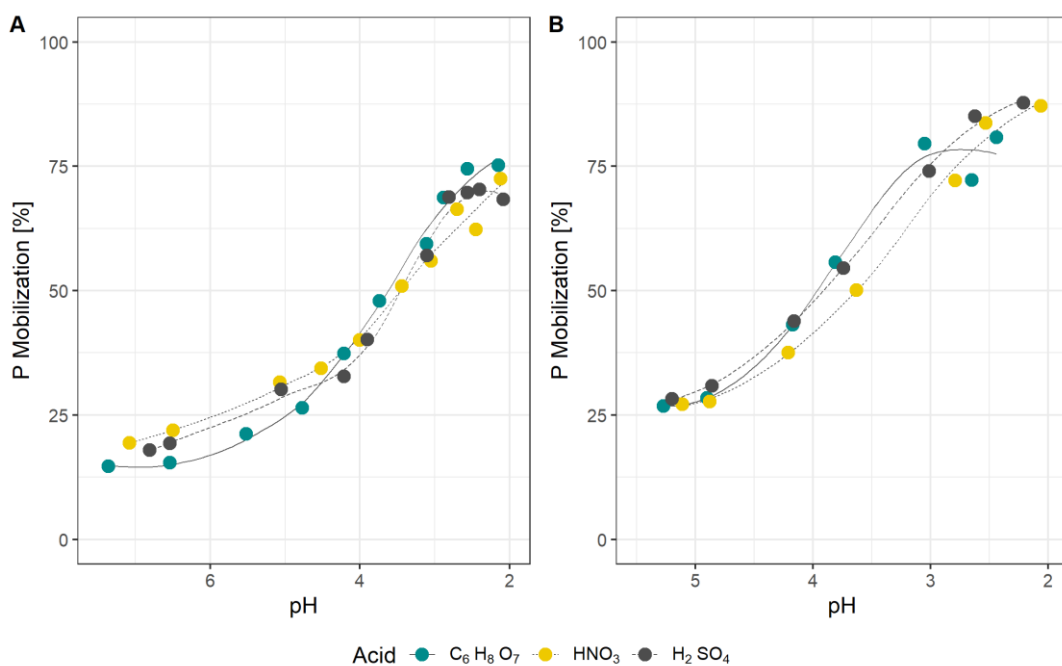 A
B
P Mobilization [%]
100
75
50
25
0
6
4
2
pH
P Mobilization [%]
100
75
50
25
0
5
4
3
2
pH
Acid C₆ H₈ O₇ HNO₃ H₂ SO₄